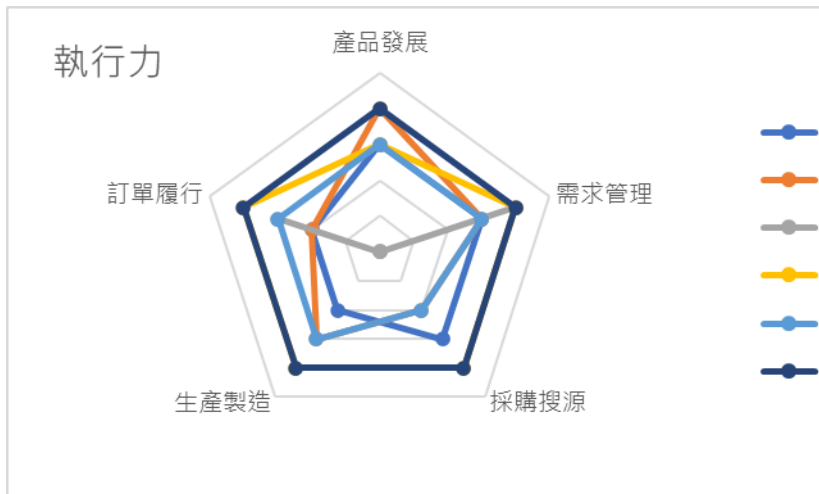 執行力
產品發展
訂單履行
需求管理
生產製造
採購搜源